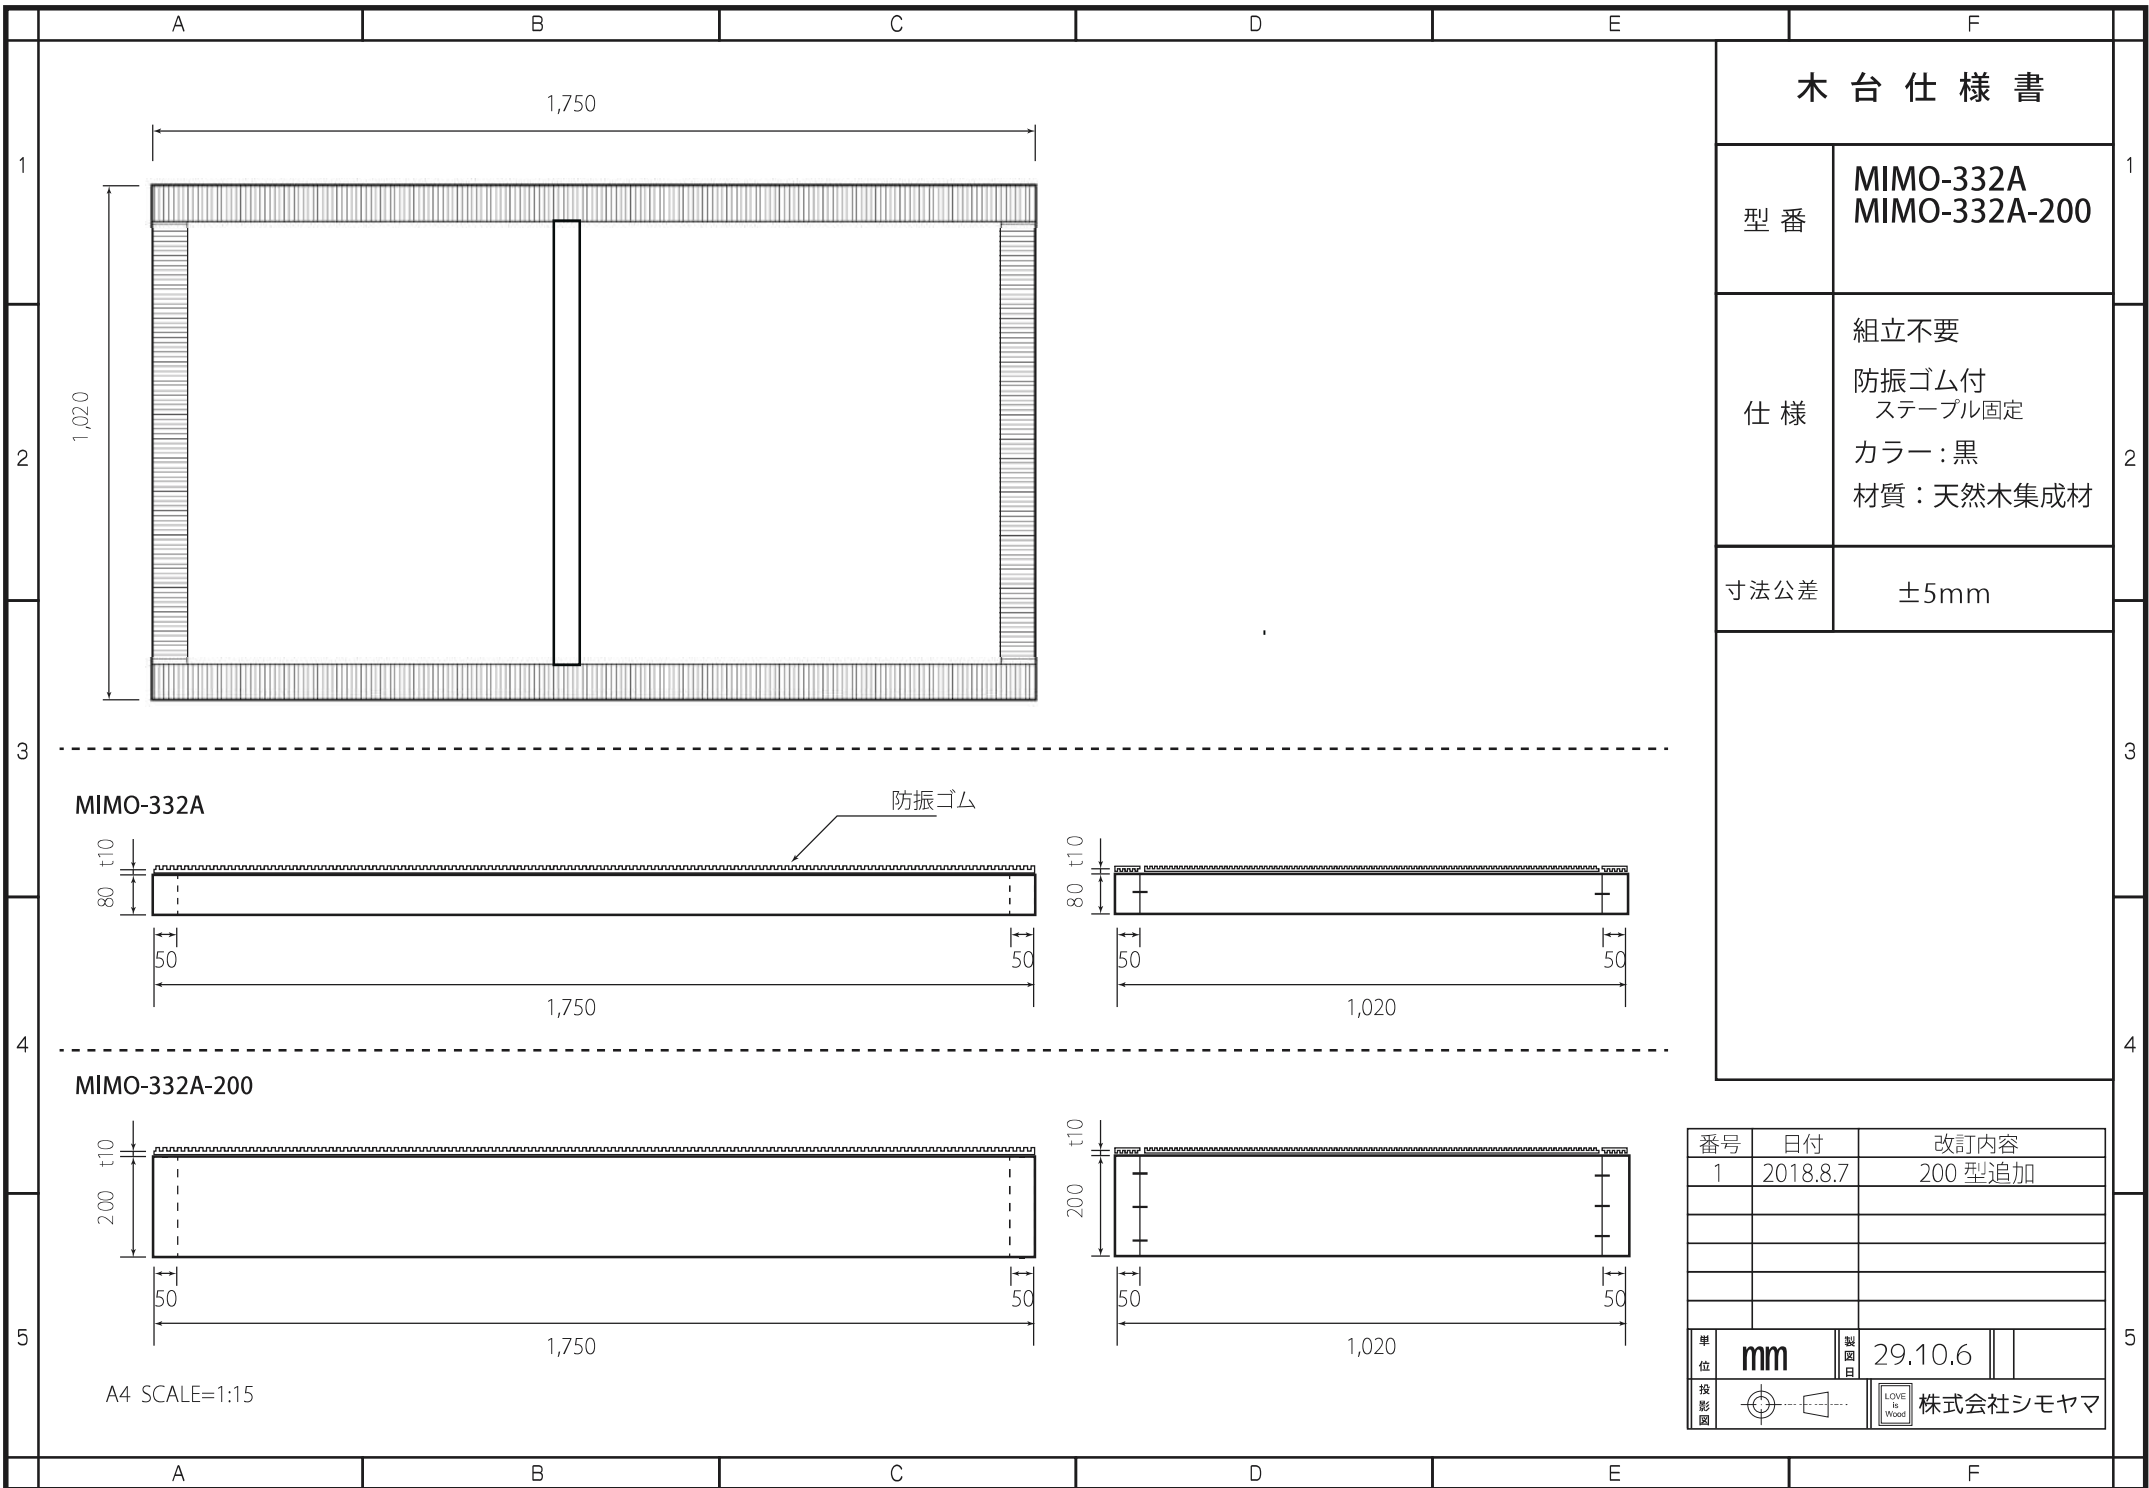 A B C D E F
1
2
3
4
5
1
2
3
4
5
1,750
1,020
木台仕様書
型番
MIMO-332A
MIMO-332A-200
仕様
組立不要
防振ゴム付
ステープル固定
カラー : 黒
材質 : 天然木集成材
寸法公差
±5mm
MIMO-332A
防振ゴム
t10
80
50
50
1,750
t10
80
50
50
1,020
MIMO-332A-200
t10
200
50
50
1,750
t10
200
50
50
1,020
A4 SCALE=1:15
番号 日付 改訂内容
1 2018.8.7 200 型追加
単位 mm 製図日 29.10.6
投影図
LOVE
is
Wood
株式会社シモヤマ
A B C D E F